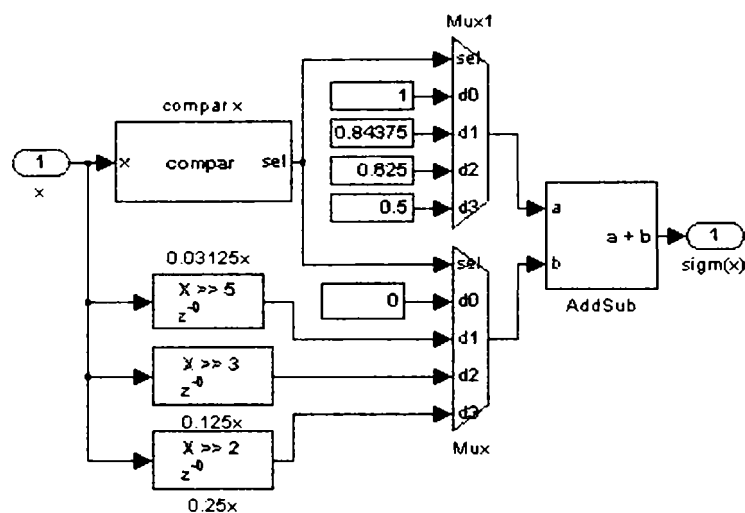 Mux1
sel
1
d0
compar x
0.84375
d1
1
x
compar
sel
0.625
d2
0.5
d3
x
a
a + b
1
b
sigm(x)
AddSub
0.03125x
sel
X >> 5
z-0
0
d0
d1
X >> 3
z-0
d2
0.125x
d3
X >> 2
z-0
Mux
0.25x